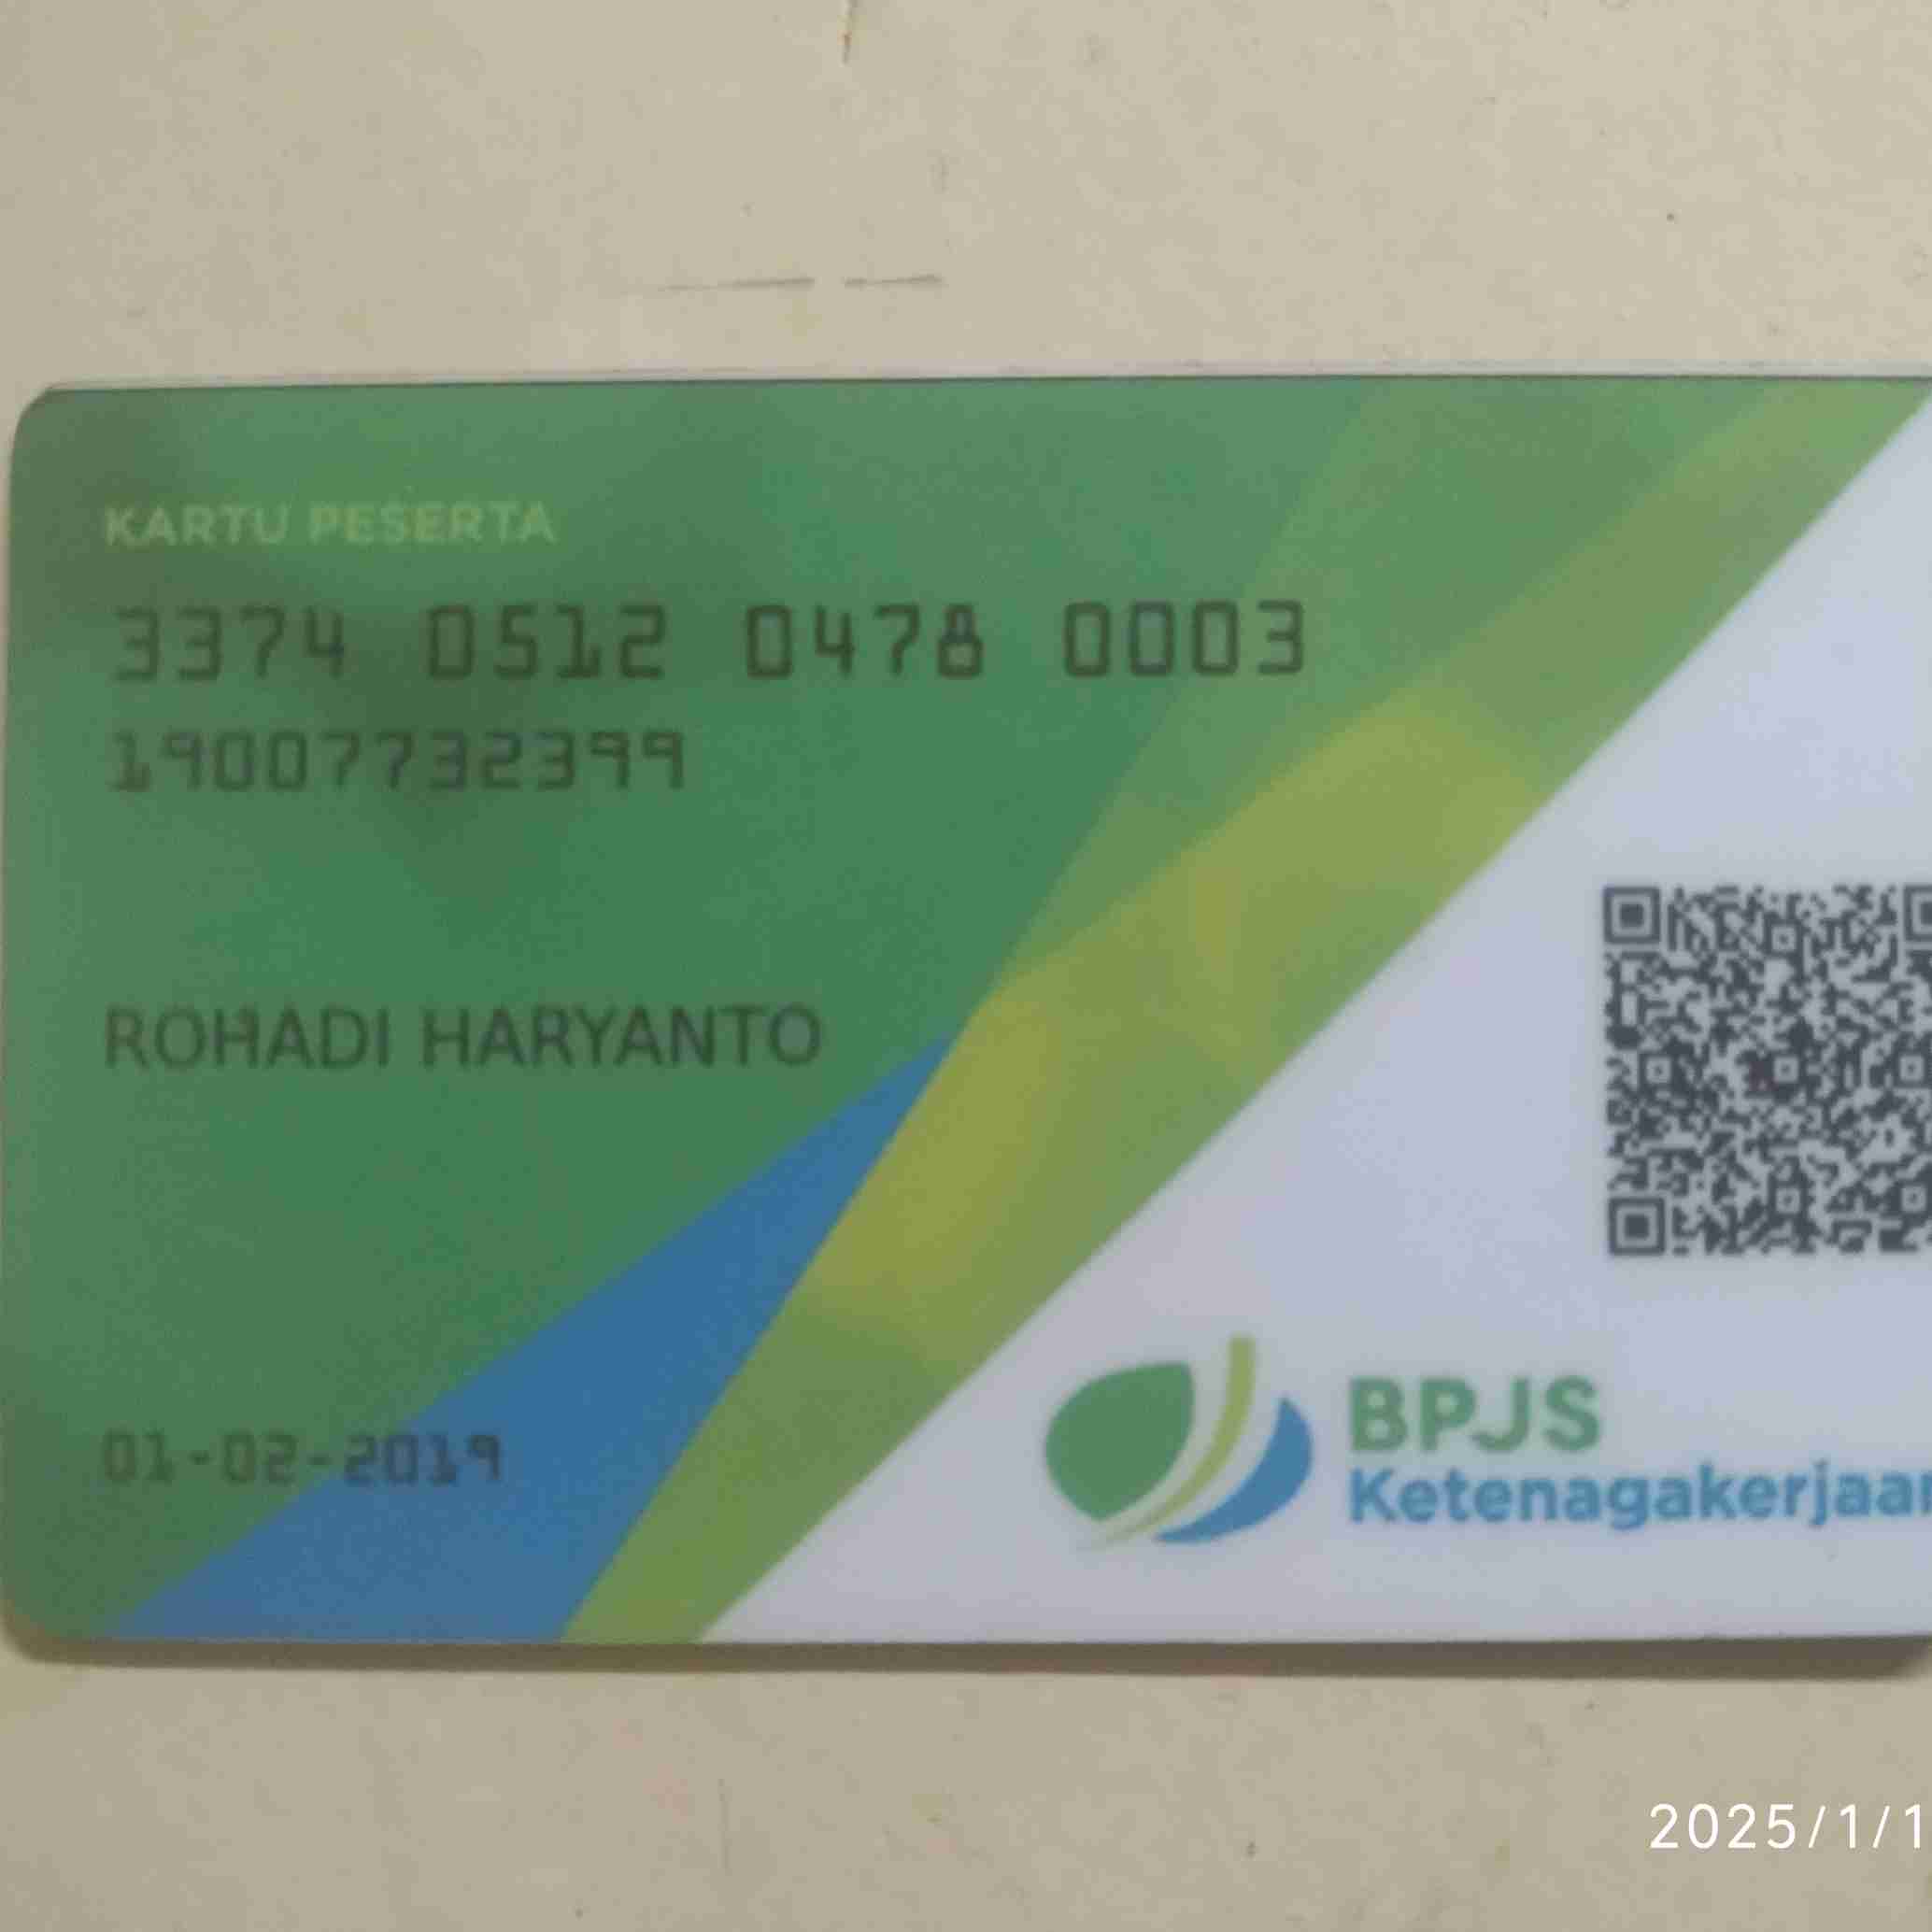 KARTU PESERTA
3374 0512 0478 0003
19007732399
ROHADI HARYANTO
01-02-2019
BPJS
Ketenagakerjaan
2025/1/1